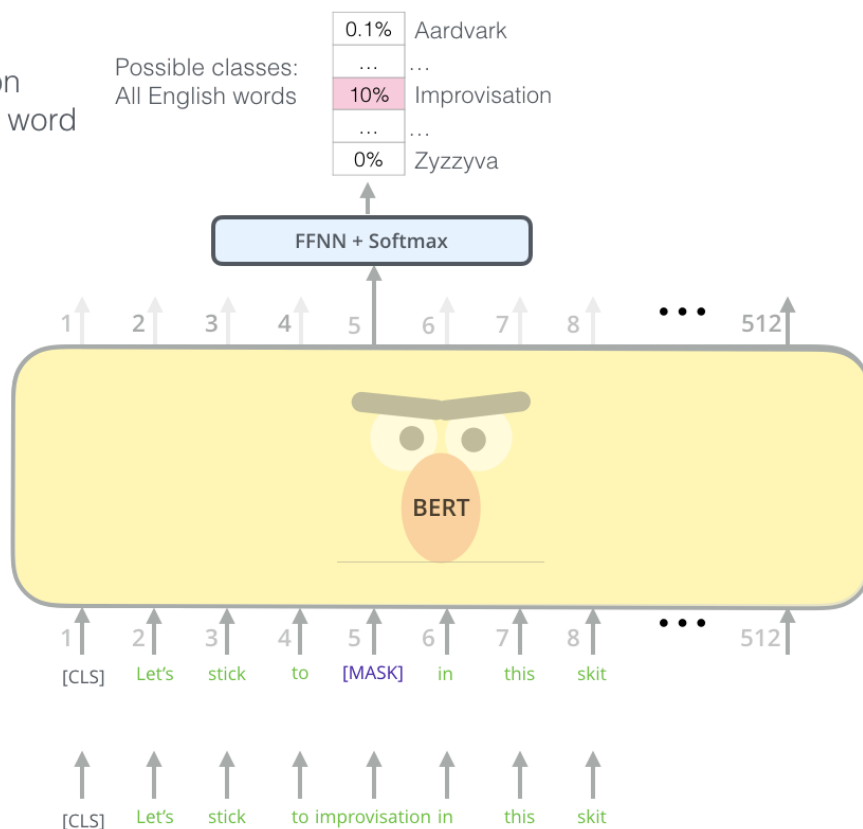 0.1% Aardvark
... ...
Possible classes:
All English words
10% Improvisation
... ...
0% Zyzzyva
on
word
FFNN + Softmax
1 2 3 4 5 6 7 8 ... 512
BERT
1 2 3 4 5 6 7 8 ... 512
[CLS] Let's stick to [MASK] in this skit
[CLS] Let's stick to improvisation in this skit